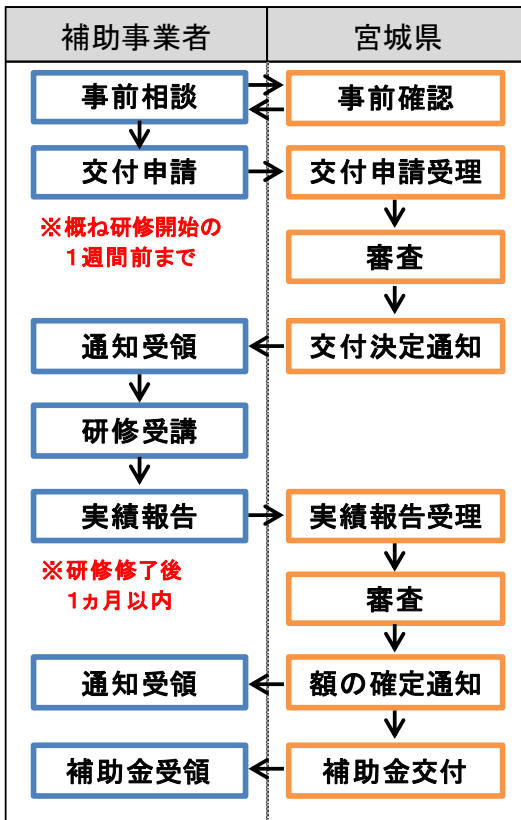 補助事業者
宮城県
事前相談
事前確認
交付申請
交付申請受理
※概ね研修開始の
1週間前まで
審査
通知受領
交付決定通知
研修受講
実績報告
実績報告受理
※研修修了後
1ヵ月以内
審査
通知受領
額の確定通知
補助金受領
補助金交付